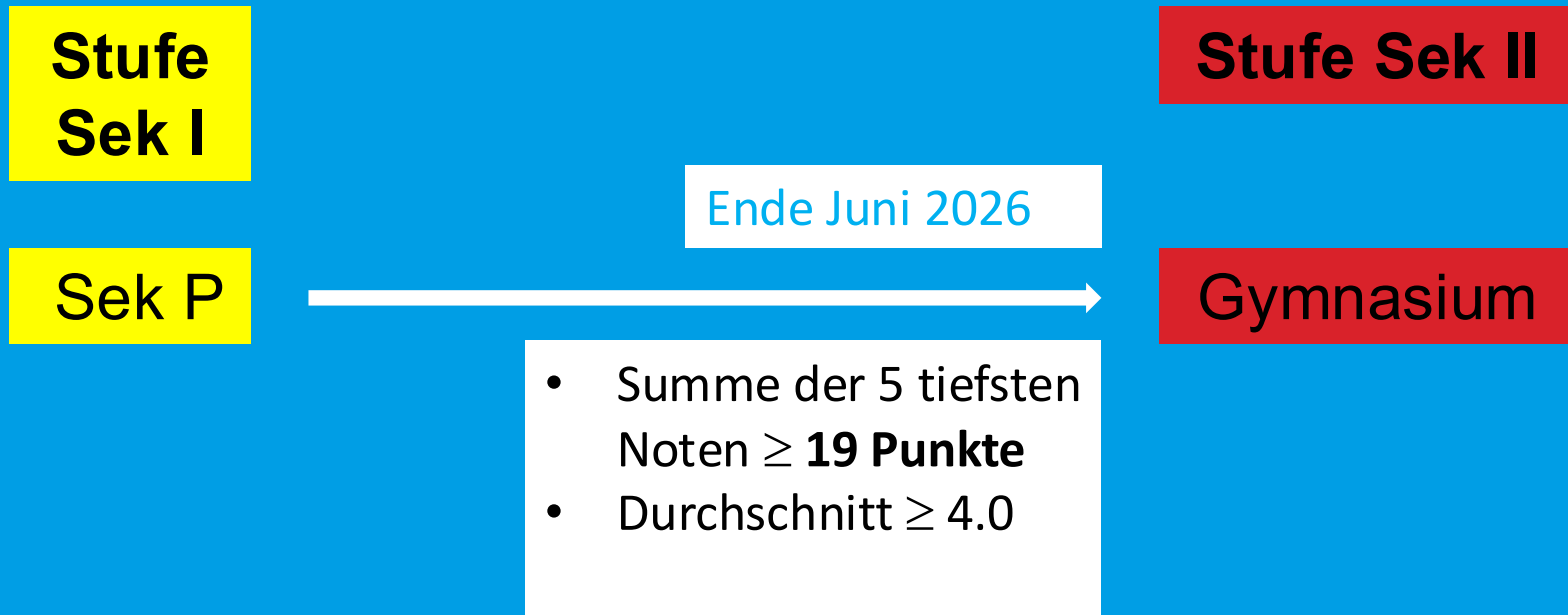 Stufe
Sek I
Stufe Sek II
Ende Juni 2026
Sek P
Gymnasium
• Summe der 5 tiefsten
Noten ≥ 19 Punkte
• Durchschnitt ≥ 4.0